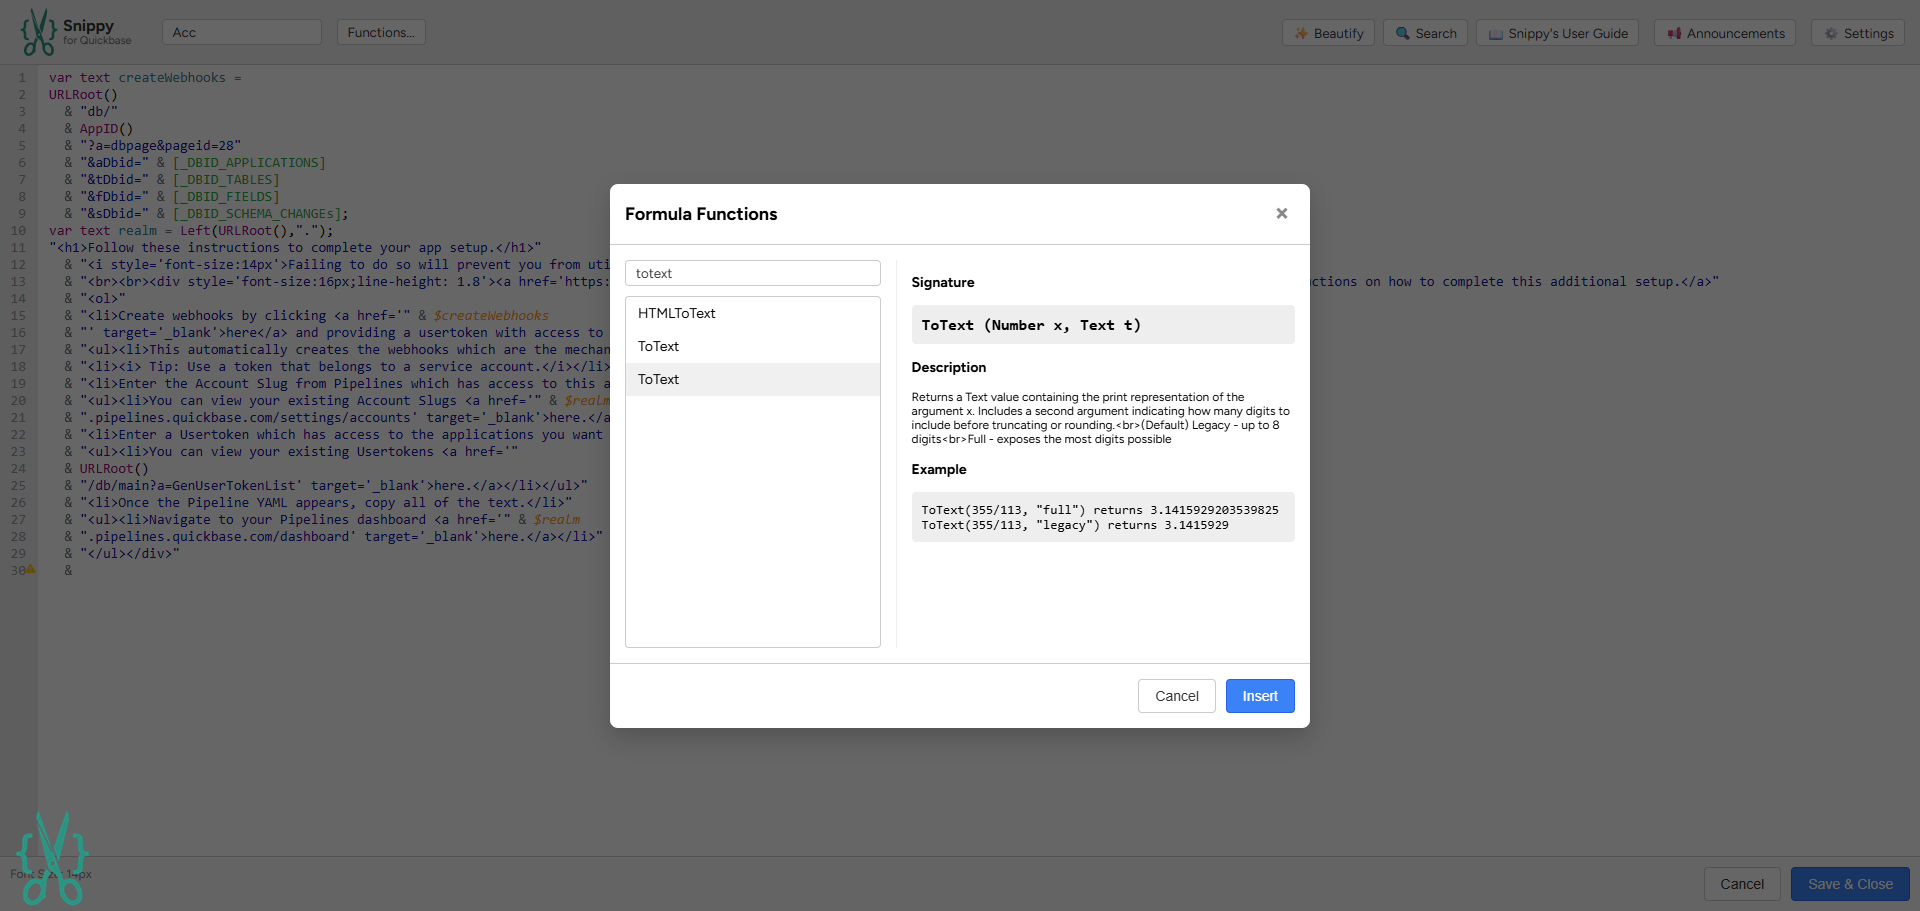 Snippy
for Quickbase
Acc
Functions...
Beautify
Search
Snippy's User Guide
Announcements
Settings
1 var text createWebhooks =
2 URLRoot()
3 & "db/"
4 & AppID()
5 & "?a=dbpage&pageid=28"
6 & "&aDbid=" & [_DBID_APPLICATIONS]
7 & "&tDbid=" & [_DBID_TABLES]
8 & "&fDbid=" & [_DBID_FIELDS]
9 & "&sDbid=" & [_DBID_SCHEMA_CHANGEs];
10 var text realm = Left(URLRoot(),".");
11 "<h1>Follow these instructions to complete your app setup.</h1>"
12 & "<i style='font-size:14px'>Failing to do so will prevent you from uti
13 & "<br><br><div style='font-size:16px;line-height: 1.8'><a href='https: ctions on how to complete this additional setup.</a>"
14 & "<ol>"
15 & "<li>Create webhooks by clicking <a href='" & $createWebhooks
16 & "' target='_blank'>here</a> and providing a usertoken with access to
17 & "<ul><li>This automatically creates the webhooks which are the mechan
18 & "<li><i> Tip: Use a token that belongs to a service account.</i></li>
19 & "<li>Enter the Account Slug from Pipelines which has access to this a
20 & "<ul><li>You can view your existing Account Slugs <a href='" & $realm
21 & ".pipelines.quickbase.com/settings/accounts' target='_blank'>here.</a
22 & "<li>Enter a Usertoken which has access to the applications you want
23 & "<ul><li>You can view your existing Usertokens <a href='"
24 & URLRoot()
25 & "/db/main?a=GenUserTokenList' target='_blank'>here.</a></li></ul>"
26 & "<li>Once the Pipeline YAML appears, copy all of the text.</li>"
27 & "<ul><li>Navigate to your Pipelines dashboard <a href='" & $realm
28 & ".pipelines.quickbase.com/dashboard' target='_blank'>here.</a></li>"
29 & "</ul></div>"
30 &
Formula Functions
×
totext
HTMLToText
ToText
ToText
Signature
ToText (Number x, Text t)
Description
Returns a Text value containing the print representation of the
argument x. Includes a second argument indicating how many digits to
include before truncating or rounding.<br>(Default) Legacy - up to 8
digits<br>Full - exposes the most digits possible
Example
ToText(355/113, "full") returns 3.1415929203539825
ToText(355/113, "legacy") returns 3.1415929
Cancel
Insert
Font Size: 14px
Cancel
Save & Close